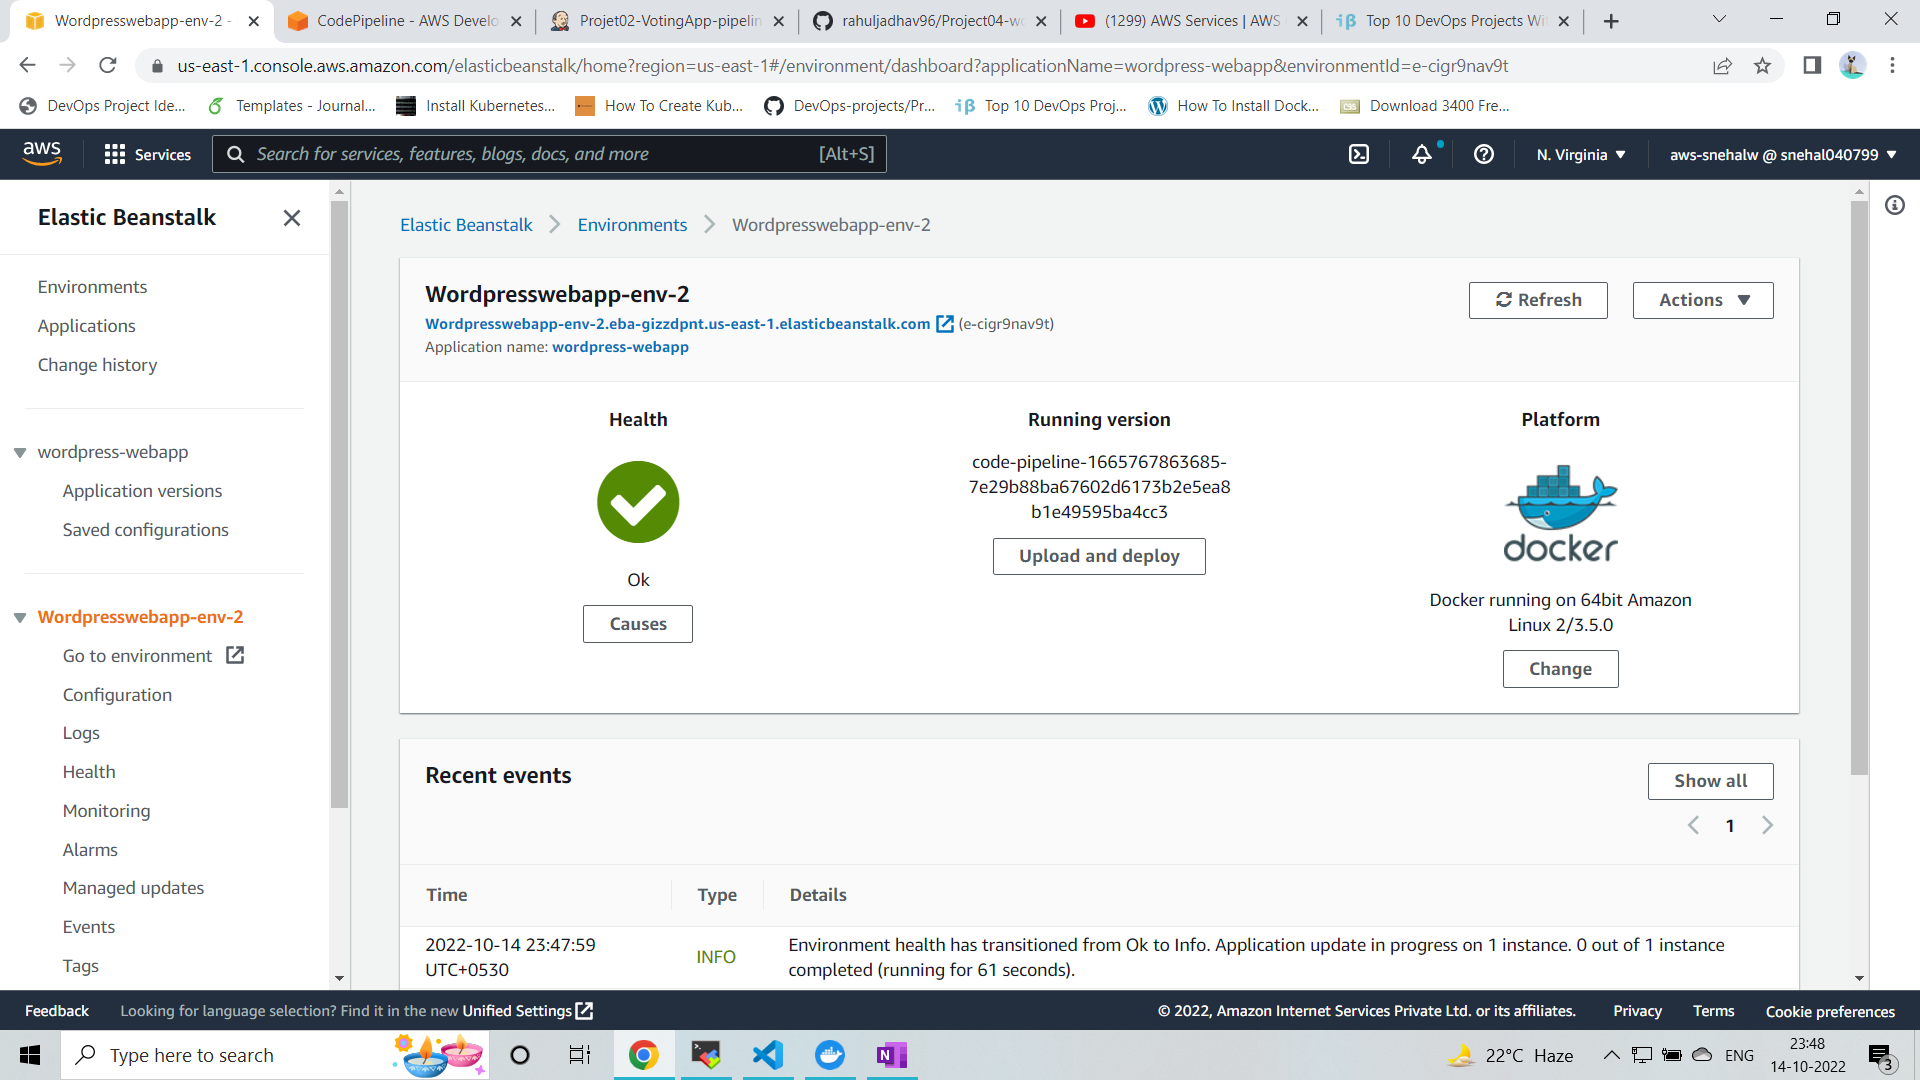 Wordpresswebapp-env-2 -
CodePipeline - AWS Develo
Projet02-VotingApp-pipelin
rahuljadhav96/Project04-wo
(1299) AWS Services | AWS
Top 10 DevOps Projects Wi
us-east-1.console.aws.amazon.com/elasticbeanstalk/home?region=us-east-1#/environment/dashboard?applicationName=wordpress-webapp&environmentId=e-cigr9nav9t
DevOps Project Ide...
Templates - Journal...
Install Kubernetes...
How To Create Kub...
DevOps-projects/Pr...
Top 10 DevOps Proj...
How To Install Dock...
Download 3400 Fre...
aws
Services
Search for services, features, blogs, docs, and more
[Alt+S]
N. Virginia
aws-snehalw @ snehal040799
Elastic Beanstalk
Environments
Applications
Change history
wordpress-webapp
Application versions
Saved configurations
Wordpresswebapp-env-2
Go to environment
Configuration
Logs
Health
Monitoring
Alarms
Managed updates
Events
Tags
Elastic Beanstalk
Environments
Wordpresswebapp-env-2
Wordpresswebapp-env-2
Wordpresswebapp-env-2.eba-gizzdpnt.us-east-1.elasticbeanstalk.com (e-cigr9nav9t)
Application name: wordpress-webapp
Refresh
Actions
Health
Ok
Causes
Running version
code-pipeline-1665767863685-
7e29b88ba67602d6173b2e5ea8
b1e49595ba4cc3
Upload and deploy
Platform
docker
Docker running on 64bit Amazon
Linux 2/3.5.0
Change
Recent events
Show all
1
Time
Type
Details
2022-10-14 23:47:59
UTC+0530
INFO
Environment health has transitioned from Ok to Info. Application update in progress on 1 instance. 0 out of 1 instance
completed (running for 61 seconds).
Feedback
Looking for language selection? Find it in the new Unified Settings
© 2022, Amazon Internet Services Private Ltd. or its affiliates.
Privacy
Terms
Cookie preferences
Type here to search
22°C Haze
ENG
23:48
14-10-2022
3